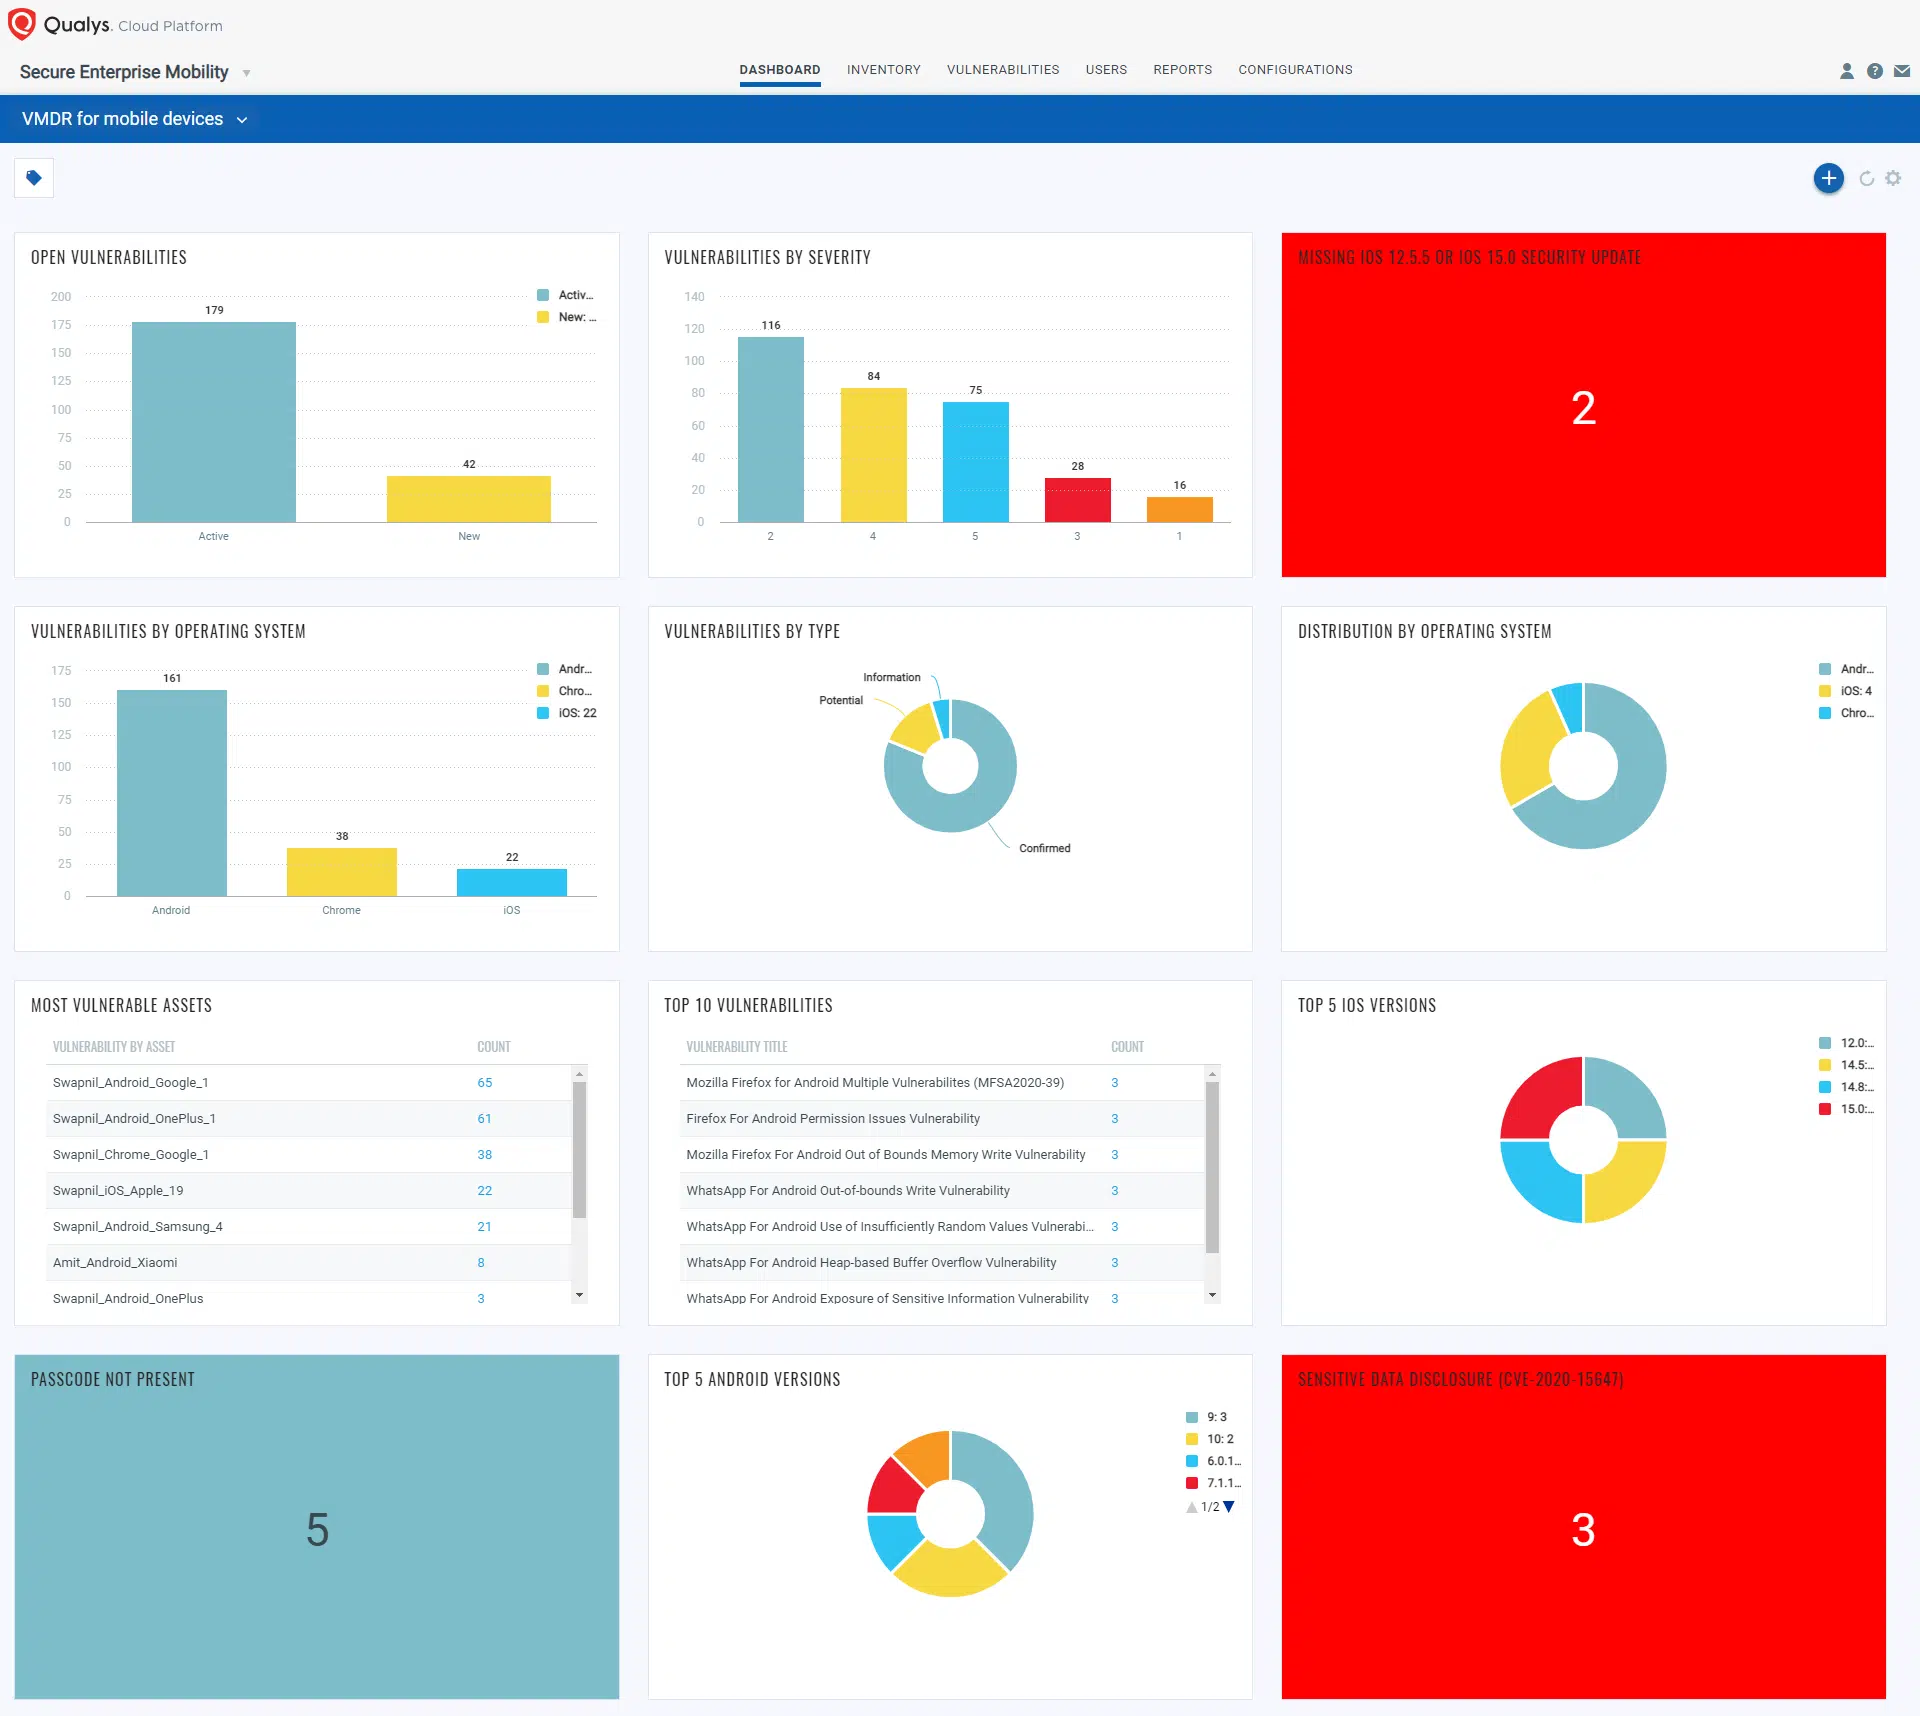 Qualys. Cloud Platform
Secure Enterprise Mobility
DASHBOARD INVENTORY VULNERABILITIES USERS REPORTS CONFIGURATIONS
VMDR for mobile devices
OPEN VULNERABILITIES
200
175
150
125
100
75
50
25
0
179
42
Active
New
Activ...
New: ...
VULNERABILITIES BY SEVERITY
140
120
100
80
60
40
20
0
116
84
75
28
16
2
4
5
3
1
MISSING IOS 12.5.5 OR IOS 15.0 SECURITY UPDATE
2
VULNERABILITIES BY OPERATING SYSTEM
175
150
125
100
75
50
25
0
161
38
22
Android
Chrome
iOS
Andr...
Chro...
iOS: 22
VULNERABILITIES BY TYPE
Information
Potential
Confirmed
DISTRIBUTION BY OPERATING SYSTEM
Andr...
iOS: 4
Chro...
MOST VULNERABLE ASSETS
VULNERABILITY BY ASSET COUNT
Swapnil_Android_Google_1 65
Swapnil_Android_OnePlus_1 61
Swapnil_Chrome_Google_1 38
Swapnil_iOS_Apple_19 22
Swapnil_Android_Samsung_4 21
Amit_Android_Xiaomi 8
Swapnil_Android_OnePlus 3
TOP 10 VULNERABILITIES
VULNERABILITY TITLE COUNT
Mozilla Firefox for Android Multiple Vulnerabilites (MFSA2020-39) 3
Firefox For Android Permission Issues Vulnerability 3
Mozilla Firefox For Android Out of Bounds Memory Write Vulnerability 3
WhatsApp For Android Out-of-bounds Write Vulnerability 3
WhatsApp For Android Use of Insufficiently Random Values Vulnerabi... 3
WhatsApp For Android Heap-based Buffer Overflow Vulnerability 3
WhatsApp For Android Exposure of Sensitive Information Vulnerability 3
TOP 5 IOS VERSIONS
12.0:...
14.5:...
14.8:...
15.0:...
PASSCODE NOT PRESENT
5
TOP 5 ANDROID VERSIONS
9: 3
10: 2
6.0.1...
7.1.1...
1/2
SENSITIVE DATA DISCLOSURE (CVE-2020-15647)
3